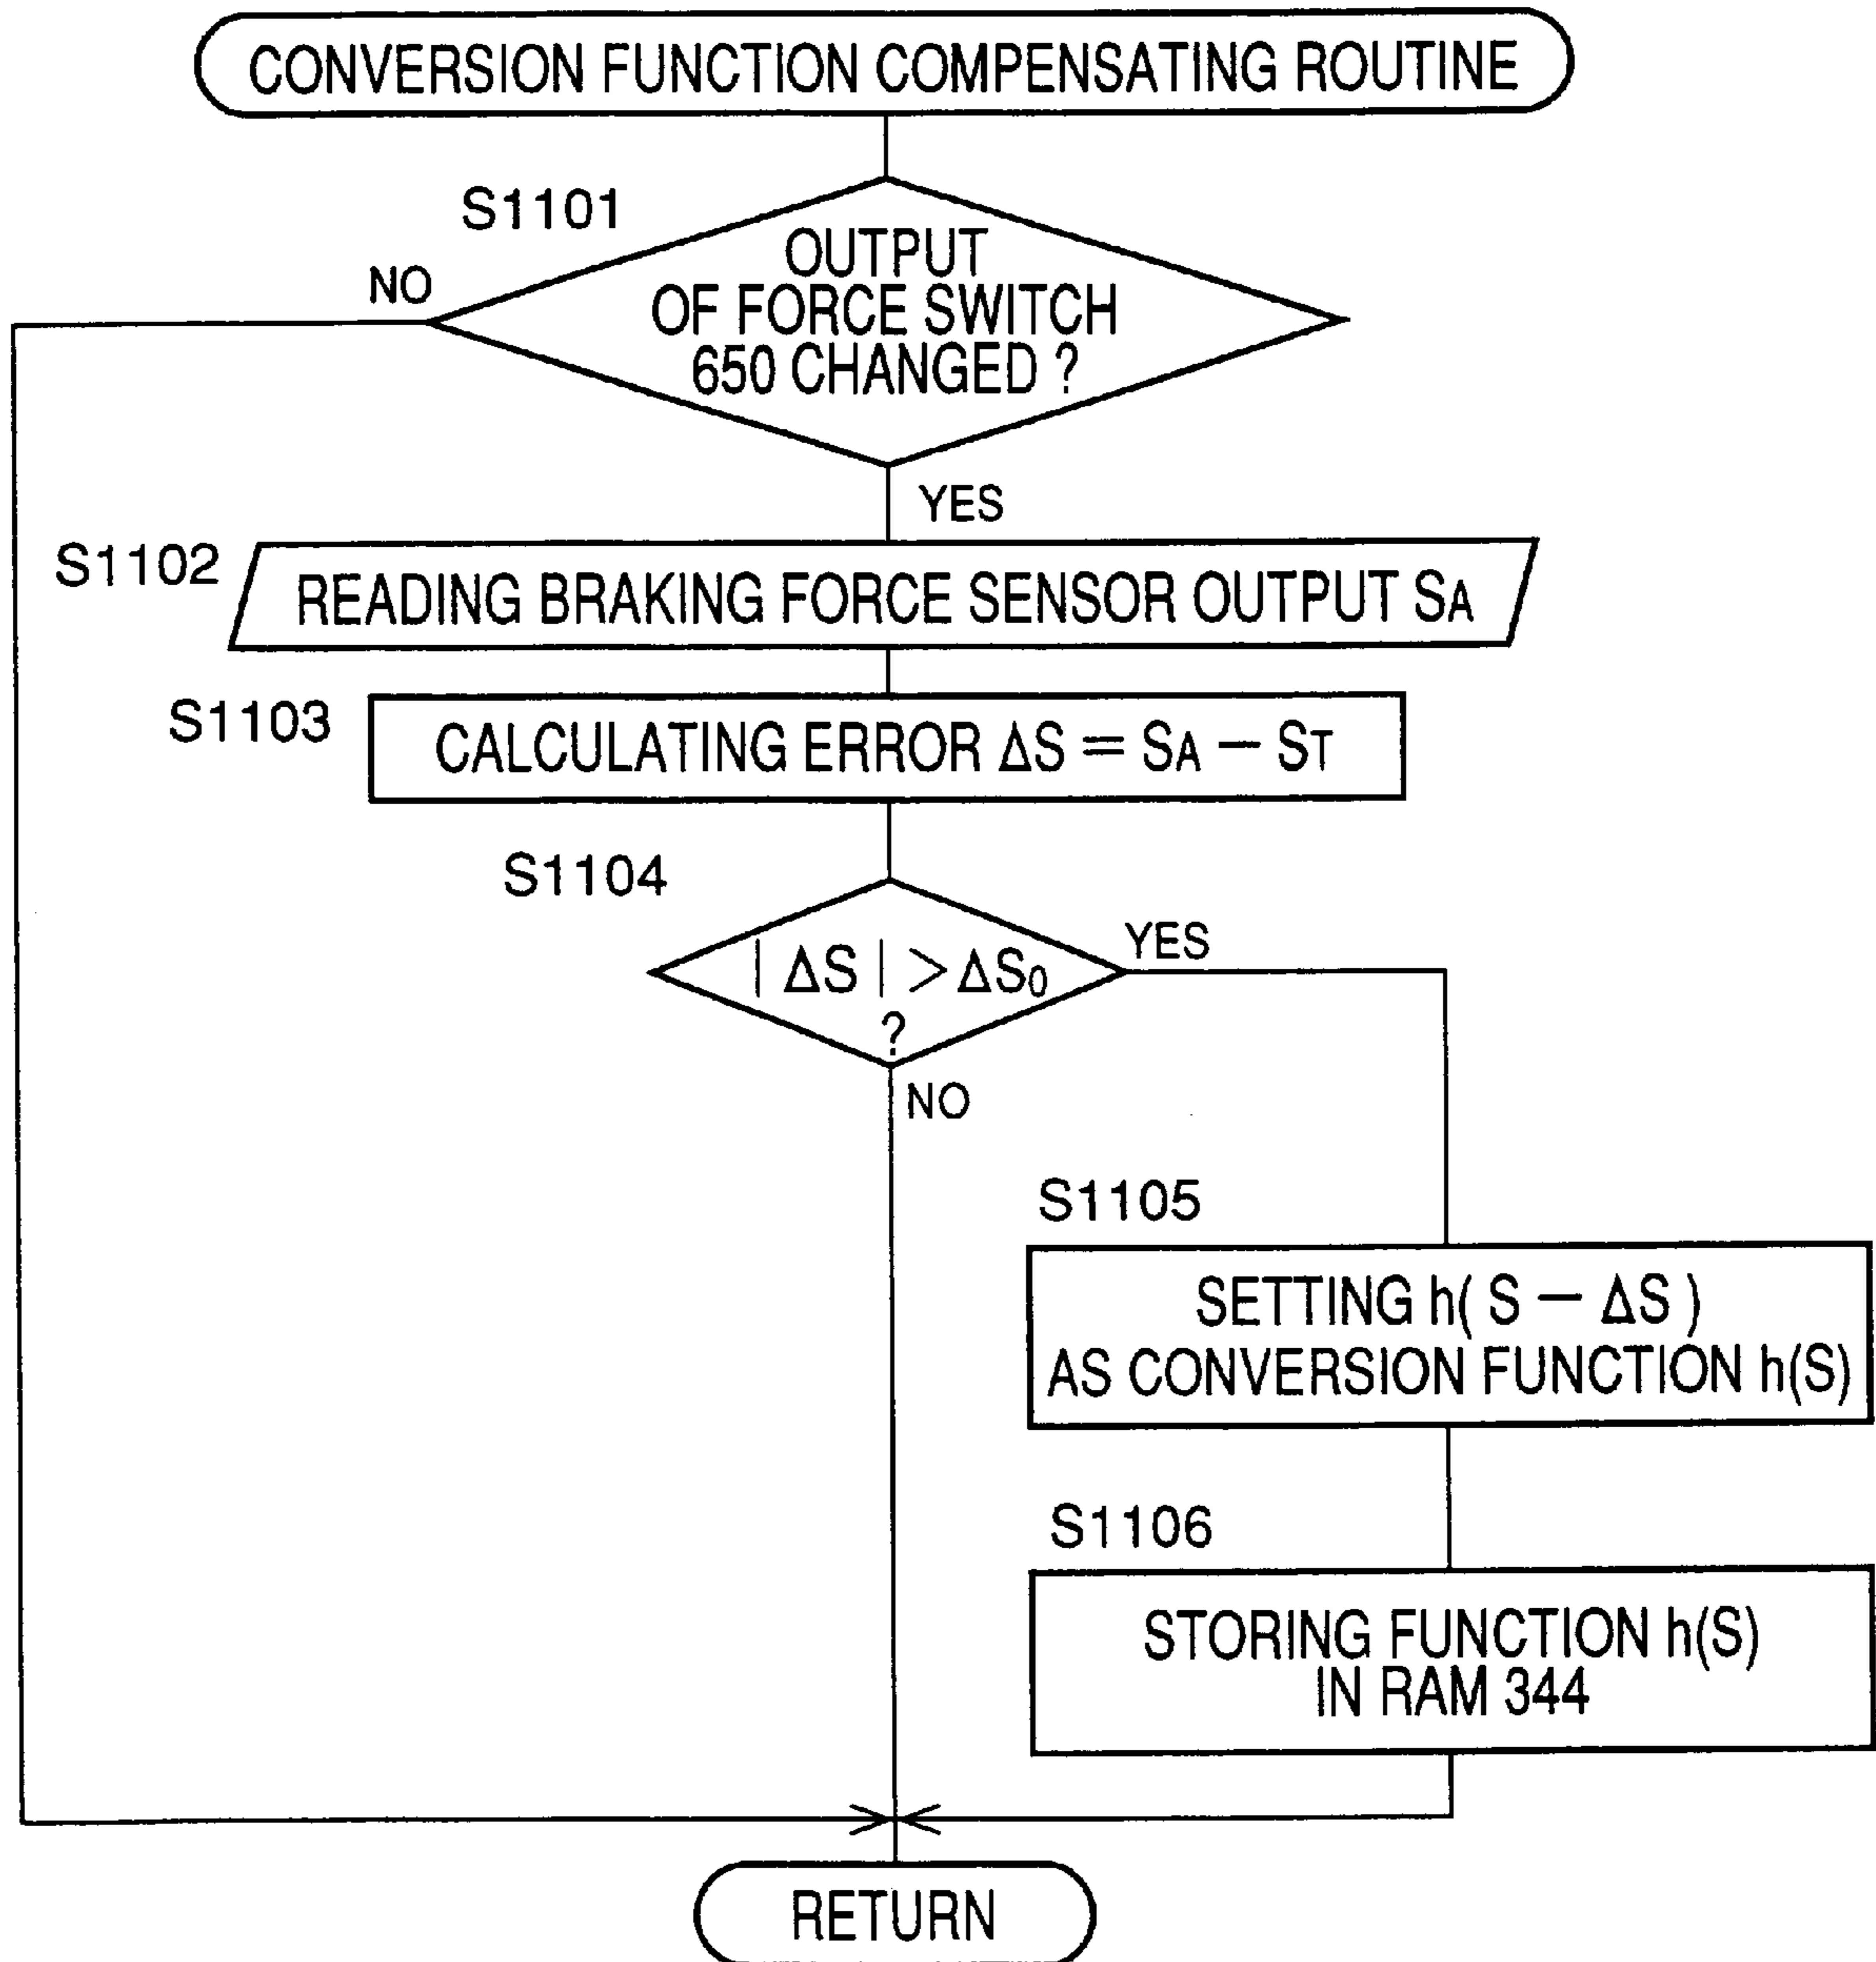 CONVERSION FUNCTION COMPENSATING ROUTINE
S1101
OUTPUT
OF FORCE SWITCH
650 CHANGED ?
NO
YES
S1102
READING BRAKING FORCE SENSOR OUTPUT SA
S1103
CALCULATING ERROR ΔS = SA − ST
S1104
| ΔS | > ΔS0
?
YES
NO
S1105
SETTING h( S − ΔS )
AS CONVERSION FUNCTION h(S)
S1106
STORING FUNCTION h(S)
IN RAM 344
RETURN